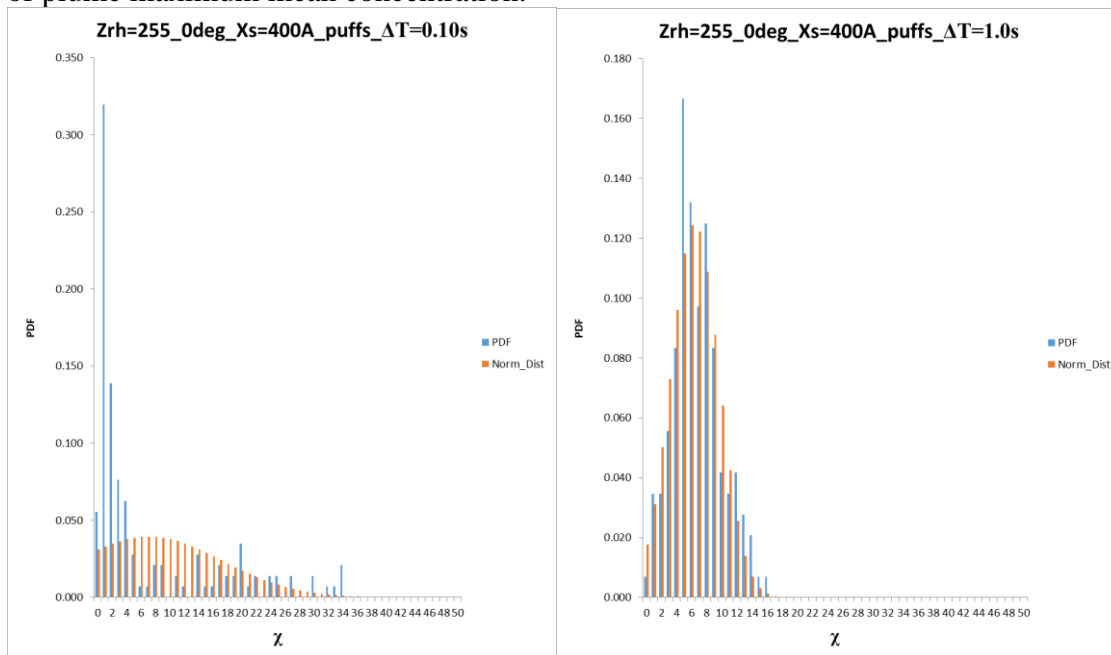 of plume maximum mean concentration.
Zrh=255_0deg_Xs=400A_puffs_ΔT=0.10s
0.350
0.300
0.250
0.200
0.150
0.100
0.050
0.000
PDF
0 2 4 6 8 10 12 14 16 18 20 22 24 26 28 30 32 34 36 38 40 42 44 46 48 50
χ
PDF
Norm_Dist
Zrh=255_0deg_Xs=400A_puffs_ΔT=1.0s
0.180
0.160
0.140
0.120
0.100
0.080
0.060
0.040
0.020
0.000
PDF
0 2 4 6 8 10 12 14 16 18 20 22 24 26 28 30 32 34 36 38 40 42 44 46 48 50
χ
PDF
Norm_Dist